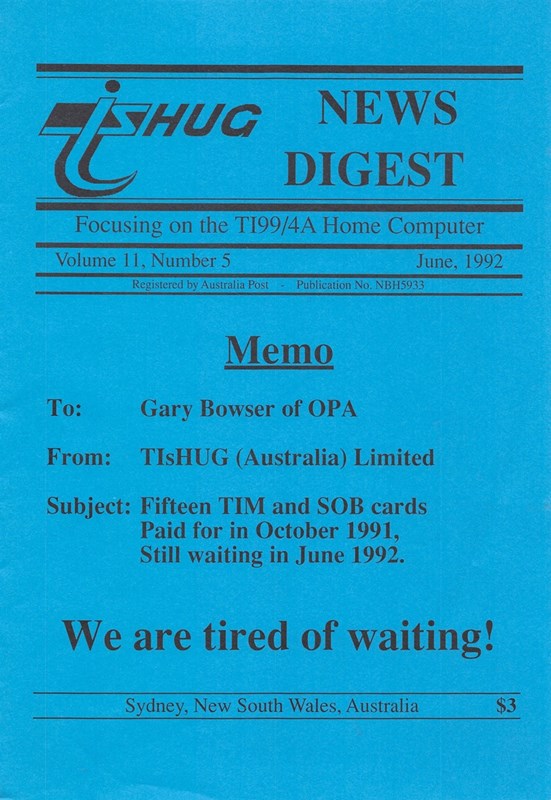 TIsHUG NEWS
DIGEST
Focusing on the TI99/4A Home Computer
Volume 11, Number 5 June, 1992
Registered by Australia Post - Publication No. NBH5933
Memo
To: Gary Bowser of OPA
From: TIsHUG (Australia) Limited
Subject: Fifteen TIM and SOB cards
Paid for in October 1991,
Still waiting in June 1992.
We are tired of waiting!
Sydney, New South Wales, Australia $3